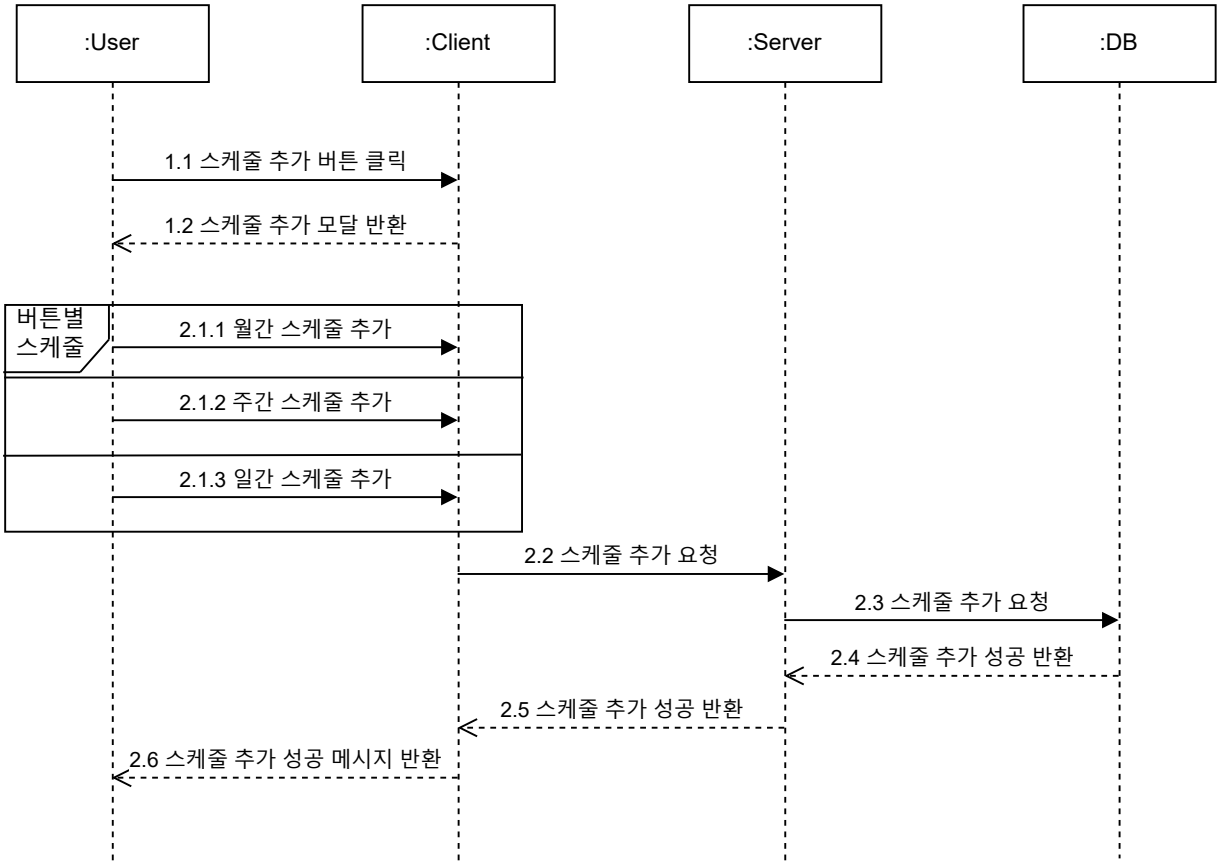 :User
:Client
:Server
:DB
1.1 스케줄 추가 버튼 클릭
1.2 스케줄 추가 모달 반환
버튼별
스케줄
2.1.1 월간 스케줄 추가
2.1.2 주간 스케줄 추가
2.1.3 일간 스케줄 추가
2.2 스케줄 추가 요청
2.3 스케줄 추가 요청
2.4 스케줄 추가 성공 반환
2.5 스케줄 추가 성공 반환
2.6 스케줄 추가 성공 메시지 반환